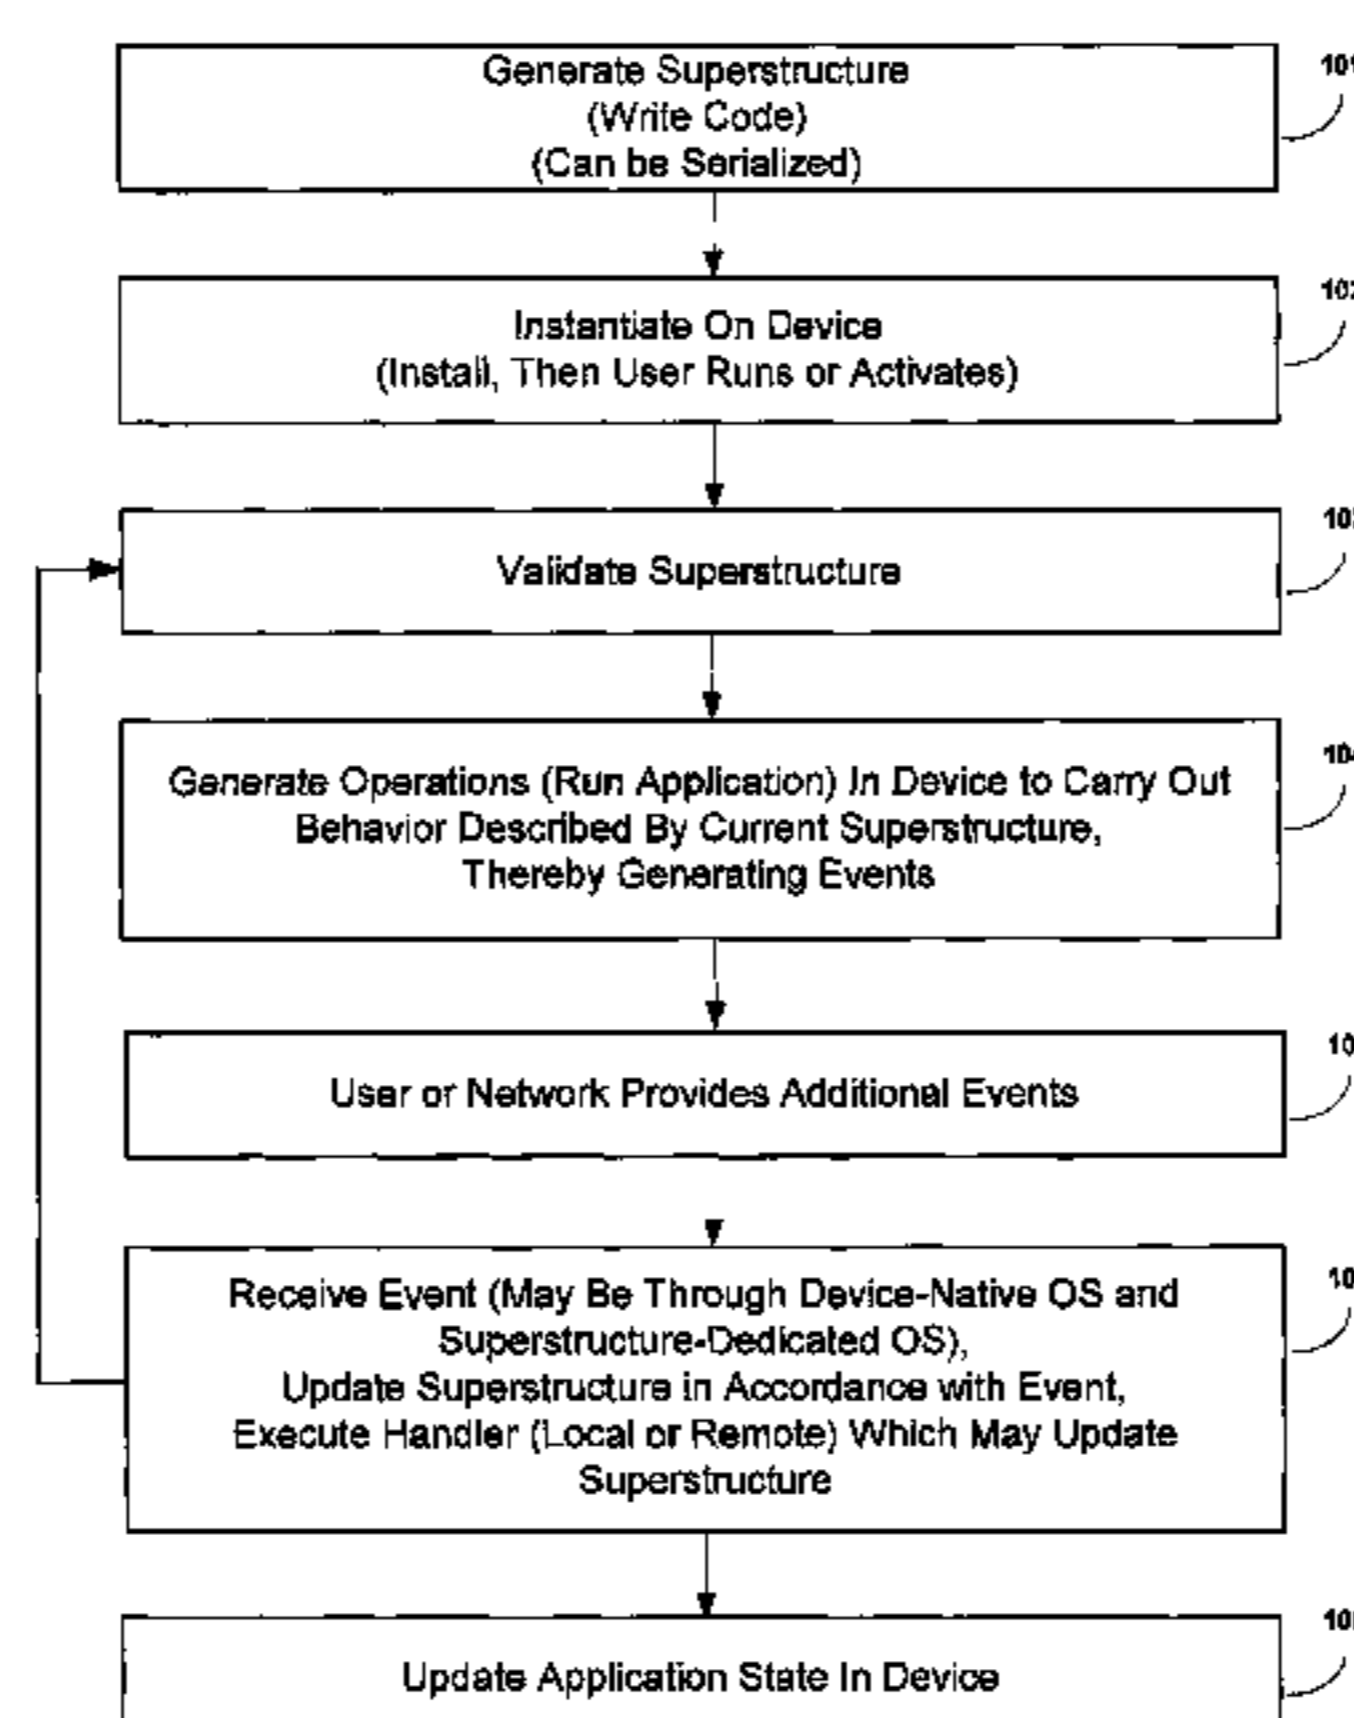 Generate Superstructure
(Write Code)
(Can be Serialized)
101
Instantiate On Device
(Install, Then User Runs or Activates)
Validate Superstructure
Generate Operations (Run Application) In Device to Carry Out
Behavior Described By Current Superstructure,
Thereby Generating Events
User or Network Provides Additional Events
Receive Event (May Be Through Device-Native OS and
Superstructure-Dedicated OS),
Update Superstructure in Accordance with Event,
Execute Handler (Local or Remote) Which May Update
Superstructure
Update Application State In Device